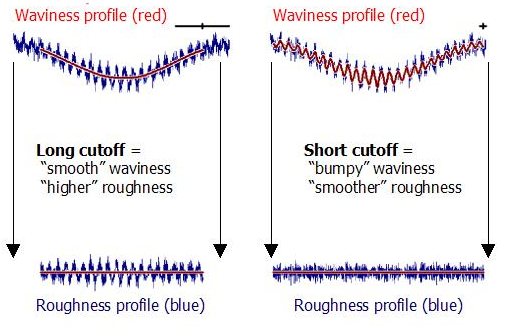 Waviness profile (red)
Long cutoff =
“smooth” waviness
“higher” roughness
Roughness profile (blue)
Waviness profile (red)
Short cutoff =
“bumpy” waviness
“smoother” roughness
Roughness profile (blue)